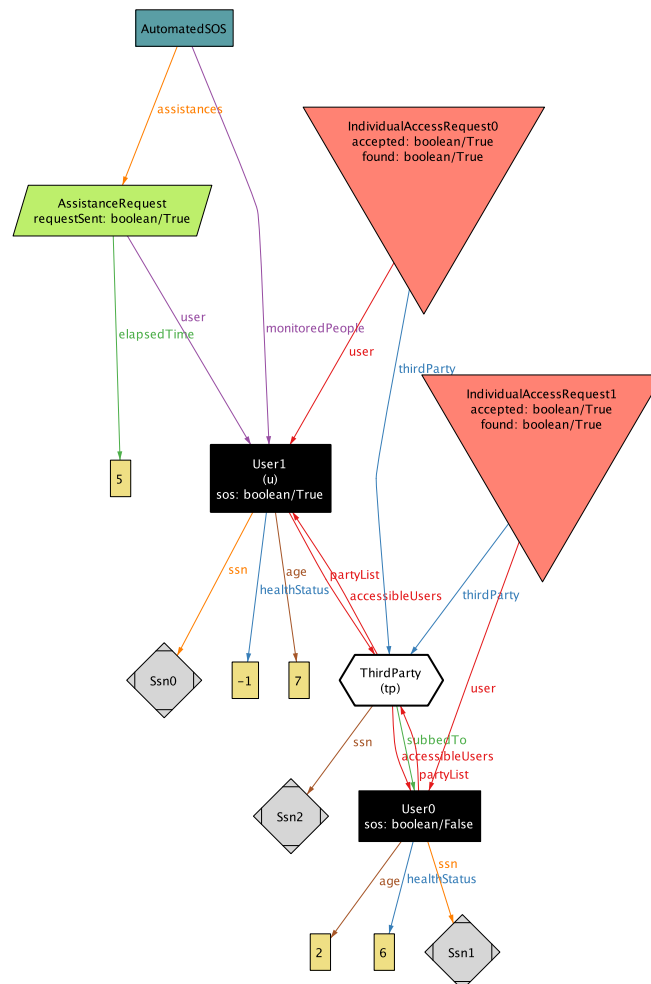 AutomatedSOS
assistances
IndividualAccessRequest0
accepted: boolean/True
found: boolean/True
AssistanceRequest
requestSent: boolean/True
user
elapsedTime
monitoredPeople
user
thirdParty
IndividualAccessRequest1
accepted: boolean/True
found: boolean/True
5
User1
(u)
sos: boolean/True
ssn
healthStatus
age
partyList
accessibleUsers
thirdParty
Ssn0
-1
7
ThirdParty
(tp)
user
ssn
subbedTo
accessibleUsers
partyList
Ssn2
User0
sos: boolean/False
age
healthStatus
ssn
2
6
Ssn1